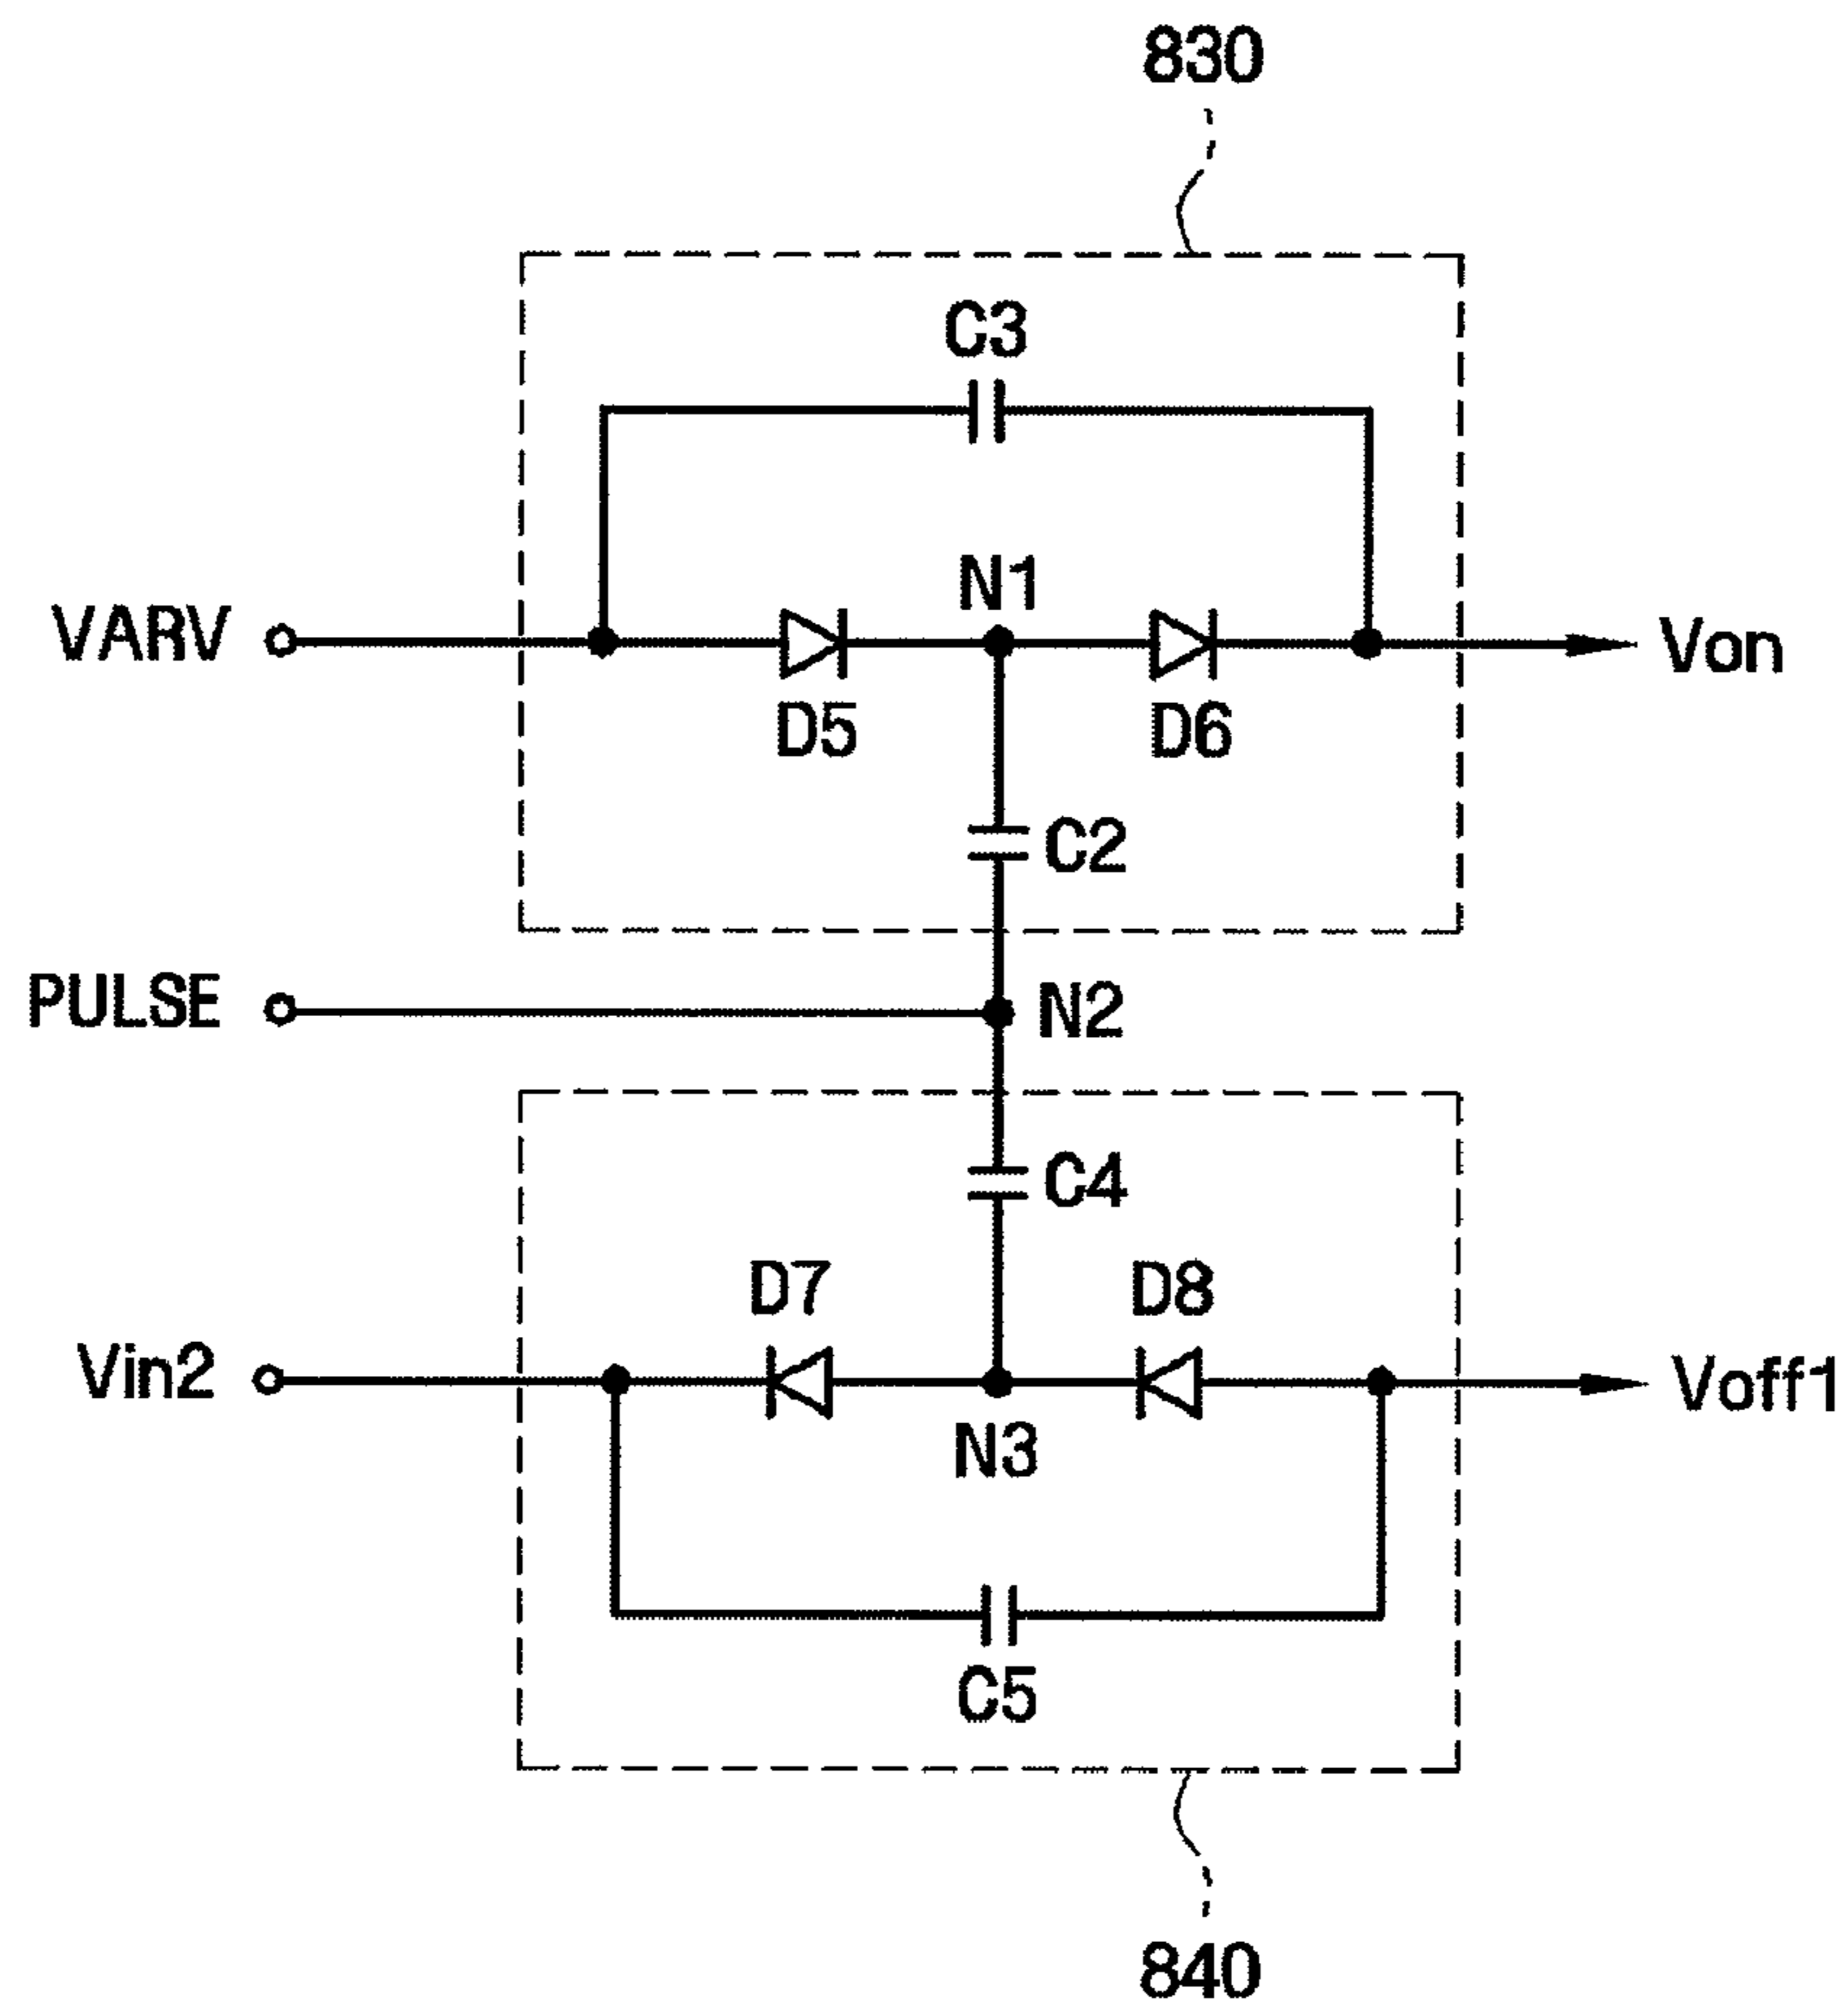 830
C3
N1
VARV
Von
D5
D6
C2
PULSE
N2
C4
D7
D8
Vin2
Voff1
N3
C5
840